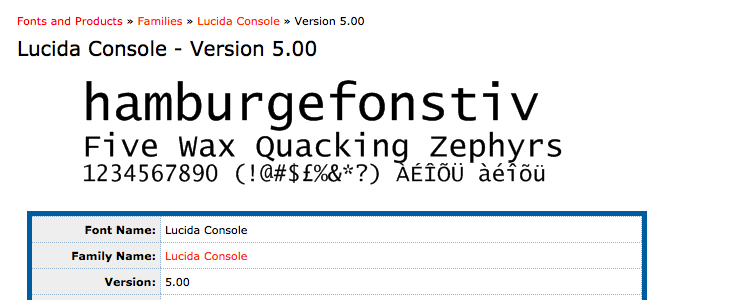 Fonts and Products » Families » Lucida Console » Version 5.00
Lucida Console - Version 5.00
hamburgefonstiv
Five Wax Quacking Zephyrs
1234567890 (!@#$£%&*?) ÀÉÎÕÜ àéîõü
Font Name: Lucida Console
Family Name: Lucida Console
Version: 5.00